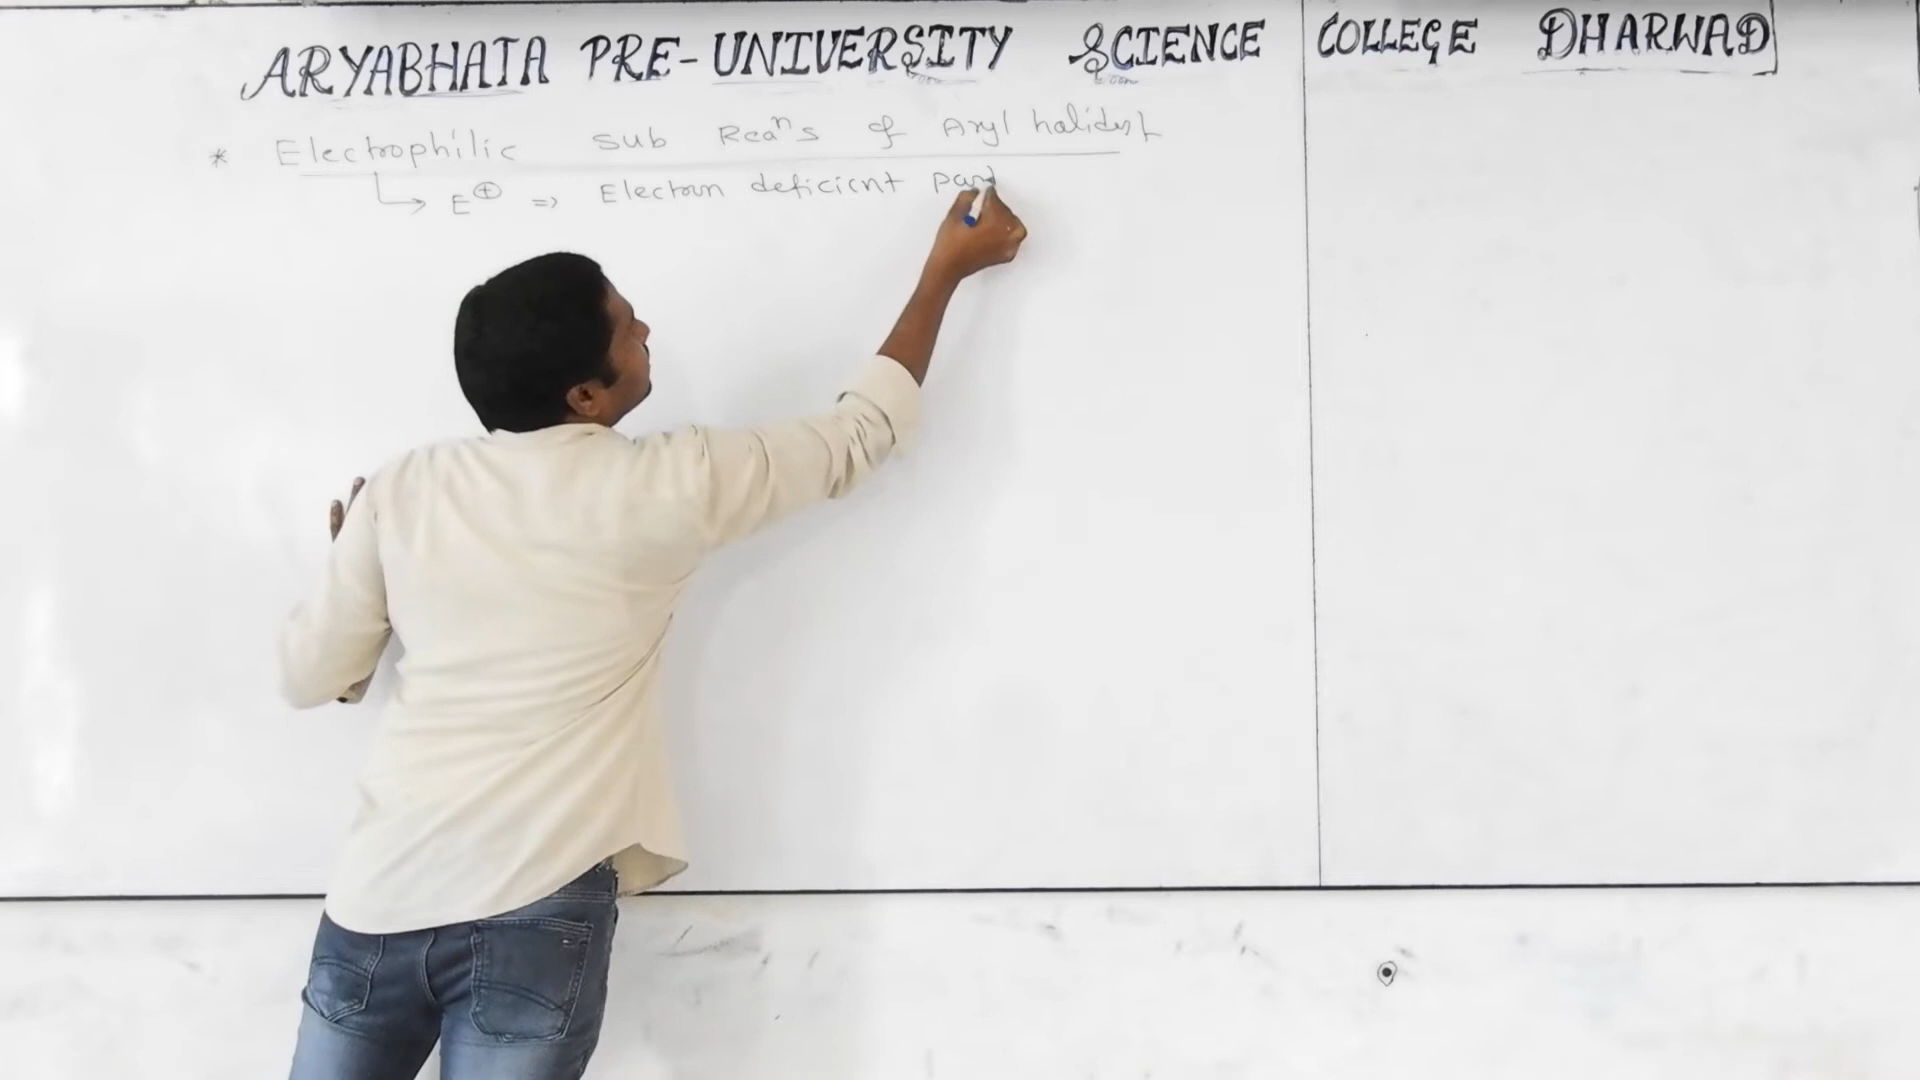 ARYABHATA PRE-UNIVERSITY SCIENCE COLLEGE DHARWAD
* Electrophilic sub Reaⁿs of Aryl halides
↳ E⊕ ⇒ Electron deficient part